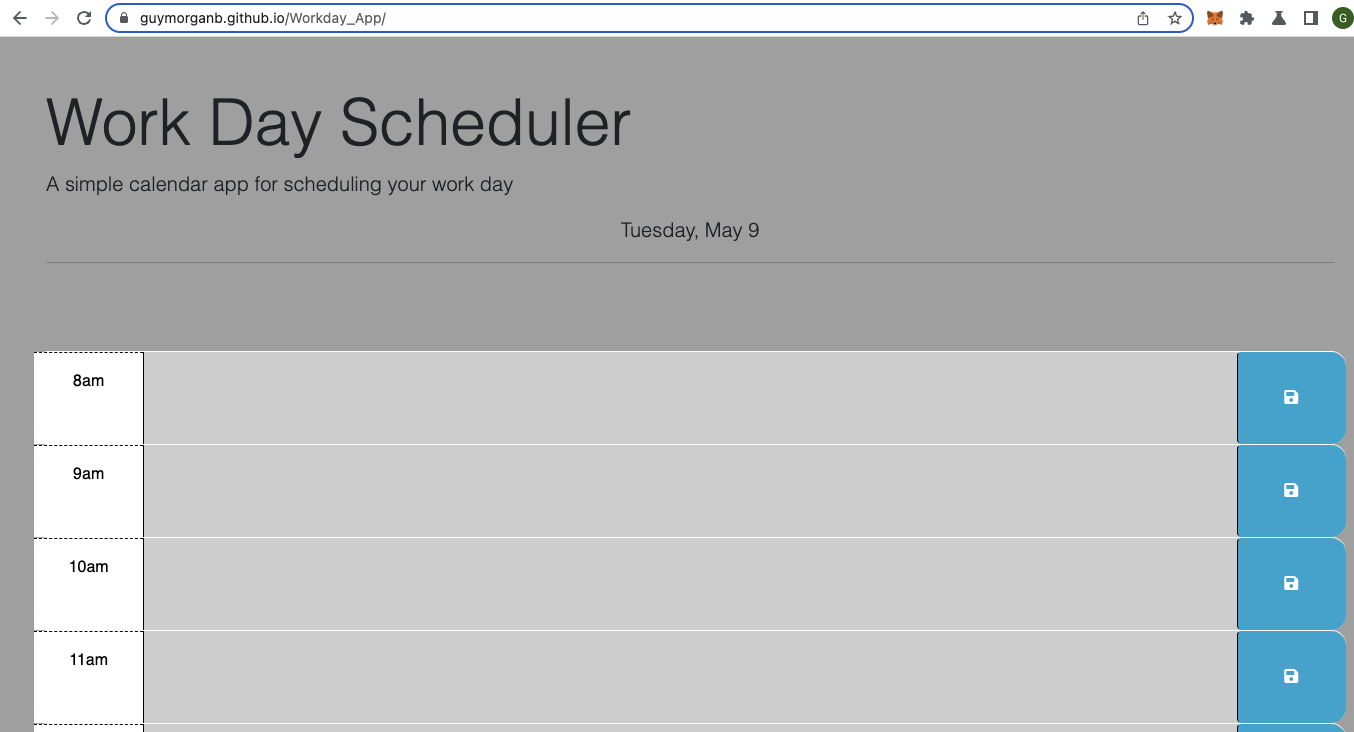 guymorganb.github.io/Workday_App/
G
Work Day Scheduler
A simple calendar app for scheduling your work day
Tuesday, May 9
8am
9am
10am
11am